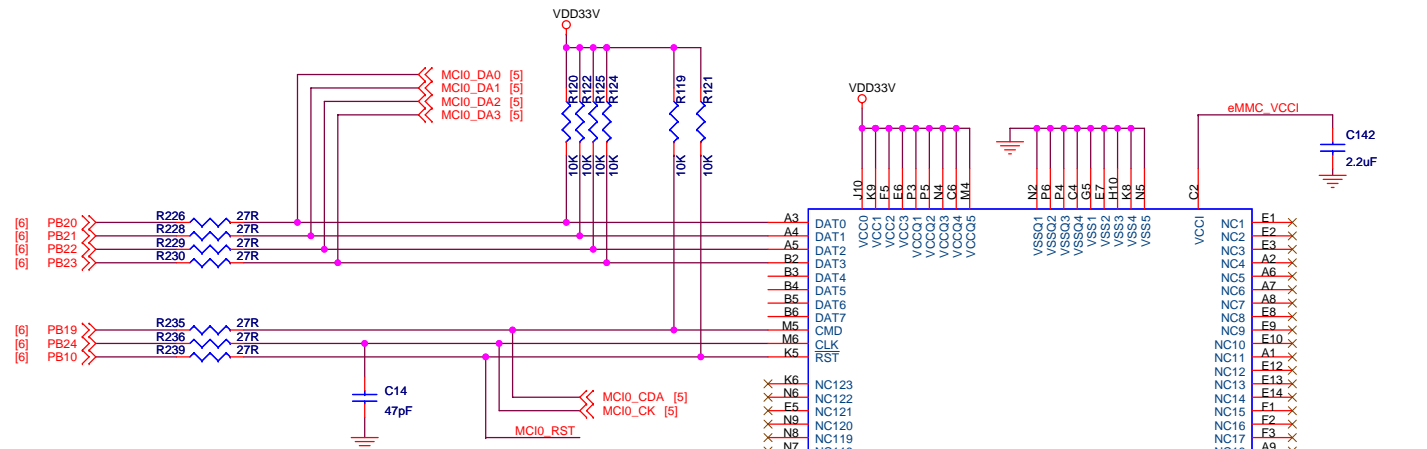 VDD33V
MCI0_DA0 [5]
MCI0_DA1 [5]
MCI0_DA2 [5]
MCI0_DA3 [5]
R120
R122
R125
R124
R119
R121
10K
10K
10K
10K
10K
10K
VDD33V
eMMC_VCCI
C142
2.2uF
J10
K9
F5
E6
P3
P5
N4
C6
M4
N2
P6
P4
C4
G5
E7
H10
K8
N5
C2
VCC0
VCC1
VCC2
VCC3
VCCQ1
VCCQ2
VCCQ3
VCCQ4
VCCQ5
VSSQ1
VSSQ2
VSSQ3
VSSQ4
VSS1
VSS2
VSS3
VSS4
VSS5
VCCI
[6] PB20 R226 27R A3 DAT0
[6] PB21 R228 27R A4 DAT1
[6] PB22 R229 27R A5 DAT2
[6] PB23 R230 27R B2 DAT3
B3 DAT4
B4 DAT5
B5 DAT6
B6 DAT7
[6] PB19 R235 27R M5 CMD
[6] PB24 R236 27R M6 CLK
[6] PB10 R239 27R K5 RST
C14
47pF
MCI0_CDA [5]
MCI0_CK [5]
MCI0_RST
K6 NC123
N6 NC122
E5 NC121
N9 NC120
N8 NC119
N7
NC1 E1
NC2 E2
NC3 E3
NC4 A2
NC5 A6
NC6 A7
NC7 A8
NC8 E8
NC9 E9
NC10 E10
NC11 A1
NC12 E12
NC13 E13
NC14 E14
NC15 F1
NC16 F2
NC17 F3
A9